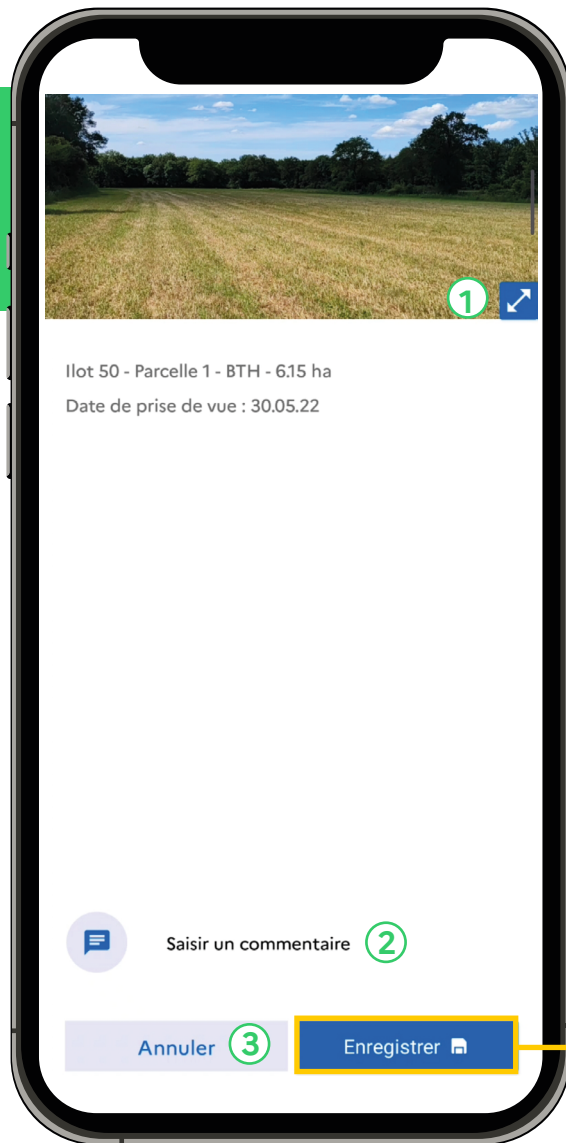 1
Ilot 50 - Parcelle 1 - BTH - 6.15 ha
Date de prise de vue : 30.05.22
Saisir un commentaire 2
Annuler 3 Enregistrer